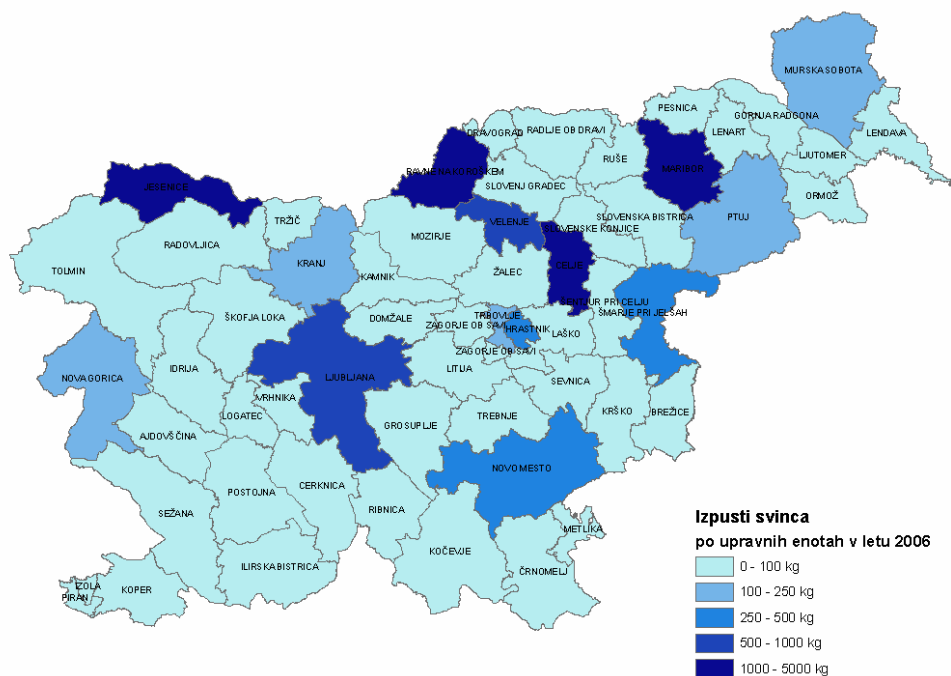 MURSKA SOBOTA
PESNICA
GORNJA RADGONA
LENART
LENDAVA
DRAVOGRAD
RADLJE OB DRAVI
RUŠE
LJUTOMER
RAVNE NA KOROŠKEM
MARIBOR
JESENICE
SLOVENJ GRADEC
ORMOŽ
TRŽIČ
VELENJE
SLOVENSKA BISTRICA
PTUJ
SLOVENSKE KONJICE
RADOVLJICA
MOZIRJE
TOLMIN
KRANJ
ŽALEC
CELJE
KAMNIK
ŠENTJUR PRI CELJU
ŠKOFJA LOKA
DOMŽALE
TRBOVLJE
ŠMARJE PRI JELŠAH
ZAGORJE OB SAVI
HRASTNIK
LAŠKO
ZAGORJE OB SAVI
IDRIJA
LITIJA
NOVA GORICA
LJUBLJANA
SEVNICA
VRHNIKA
LOGATEC
GROSUPLJE
TREBNJE
KRŠKO
BREŽICE
AJDOVŠČINA
NOVO MESTO
CERKNICA
POSTOJNA
SEŽANA
RIBNICA
METLIKA
KOČEVJE
ILIRSKA BISTRICA
ČRNOMELJ
IZOLA
KOPER
PIRAN
Izpusti svinca
po upravnih enotah v letu 2006
0 - 100 kg
100 - 250 kg
250 - 500 kg
500 - 1000 kg
1000 - 5000 kg